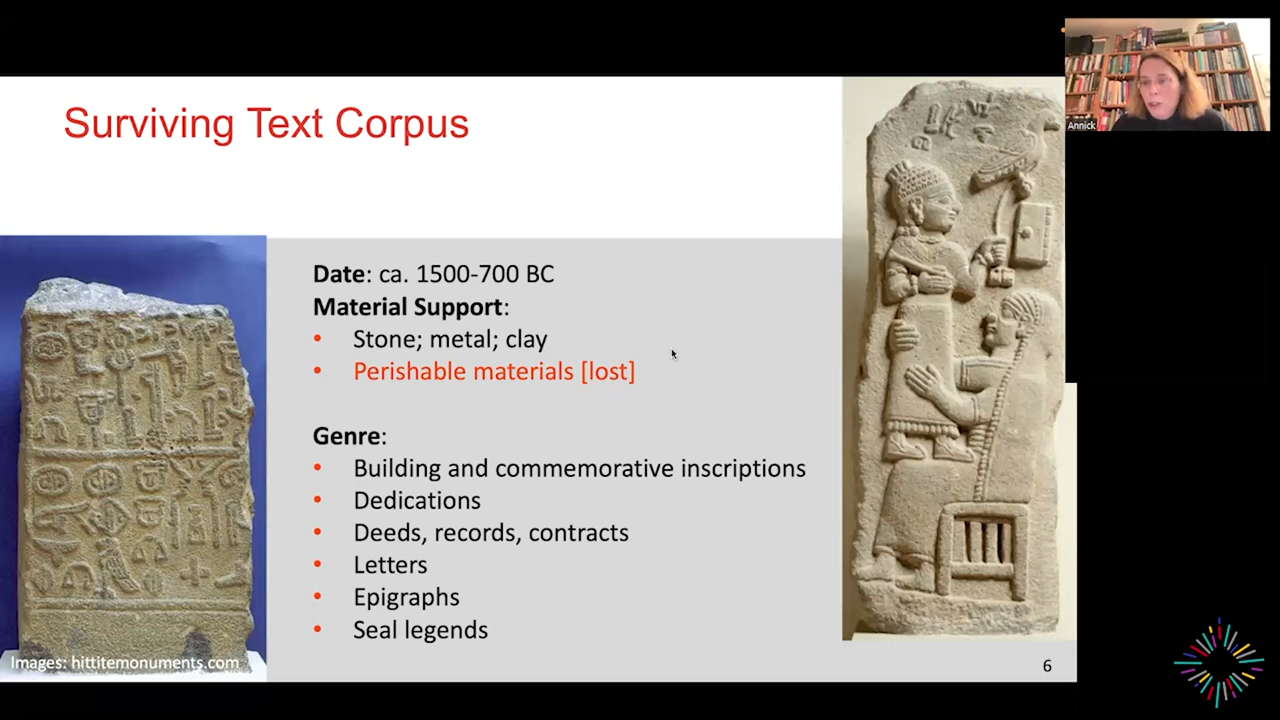 Surviving Text Corpus
Annick
Date: ca. 1500-700 BC
Material Support:
• Stone; metal; clay
• Perishable materials [lost]
Genre:
• Building and commemorative inscriptions
• Dedications
• Deeds, records, contracts
• Letters
• Epigraphs
• Seal legends
Images: hittitemonuments.com
6